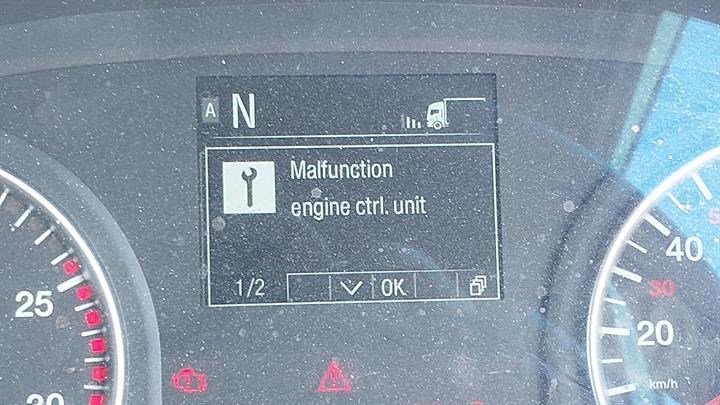 A N
Malfunction
engine ctrl. unit
1/2 OK
25
40
30
20
km/h